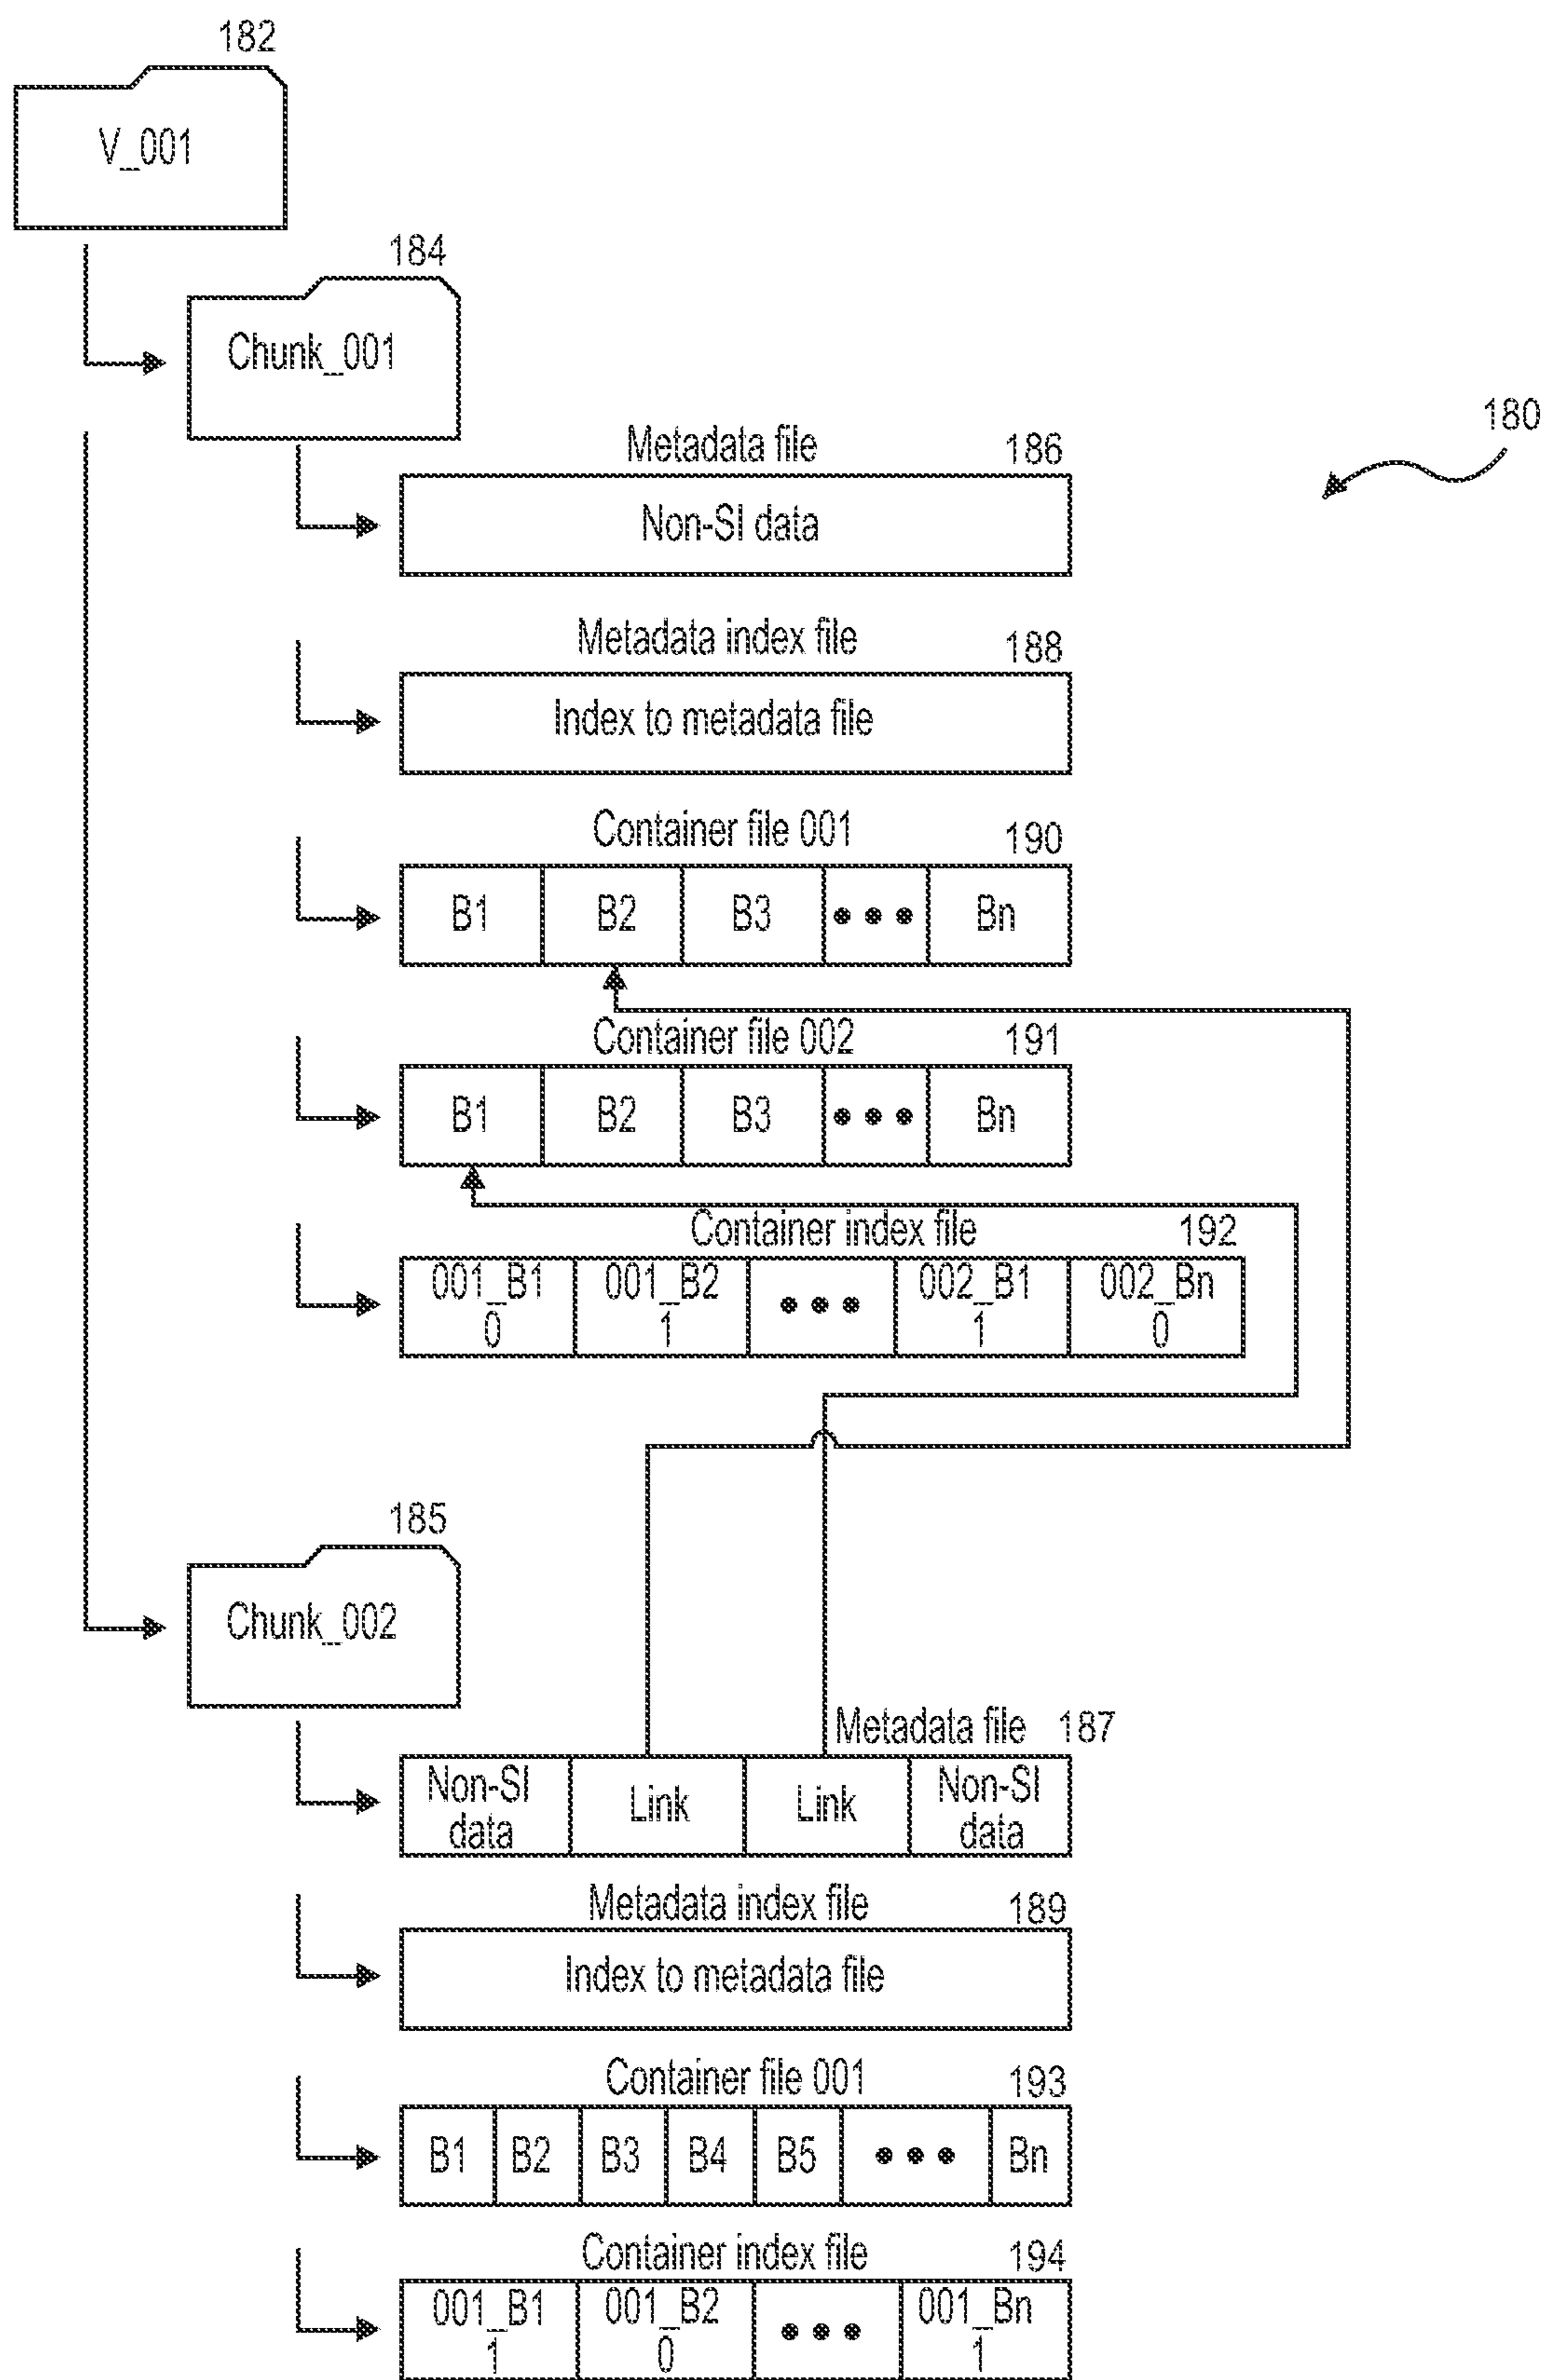 182
V_001
184
Chunk_001
180
Metadata file 186
Non-SI data
Metadata index file 188
Index to metadata file
Container file 001 190
B1 B2 B3 ••• Bn
Container file 002 191
B1 B2 B3 ••• Bn
Container index file 192
001_B1 001_B2 ••• 002_B1 002_Bn
0 1 1 0
185
Chunk_002
Metadata file 187
Non-SI data Link Link Non-SI data
Metadata index file 189
Index to metadata file
Container file 001 193
B1 B2 B3 B4 B5 ••• Bn
Container index file 194
001_B1 001_B2 ••• 001_Bn
1 0 1